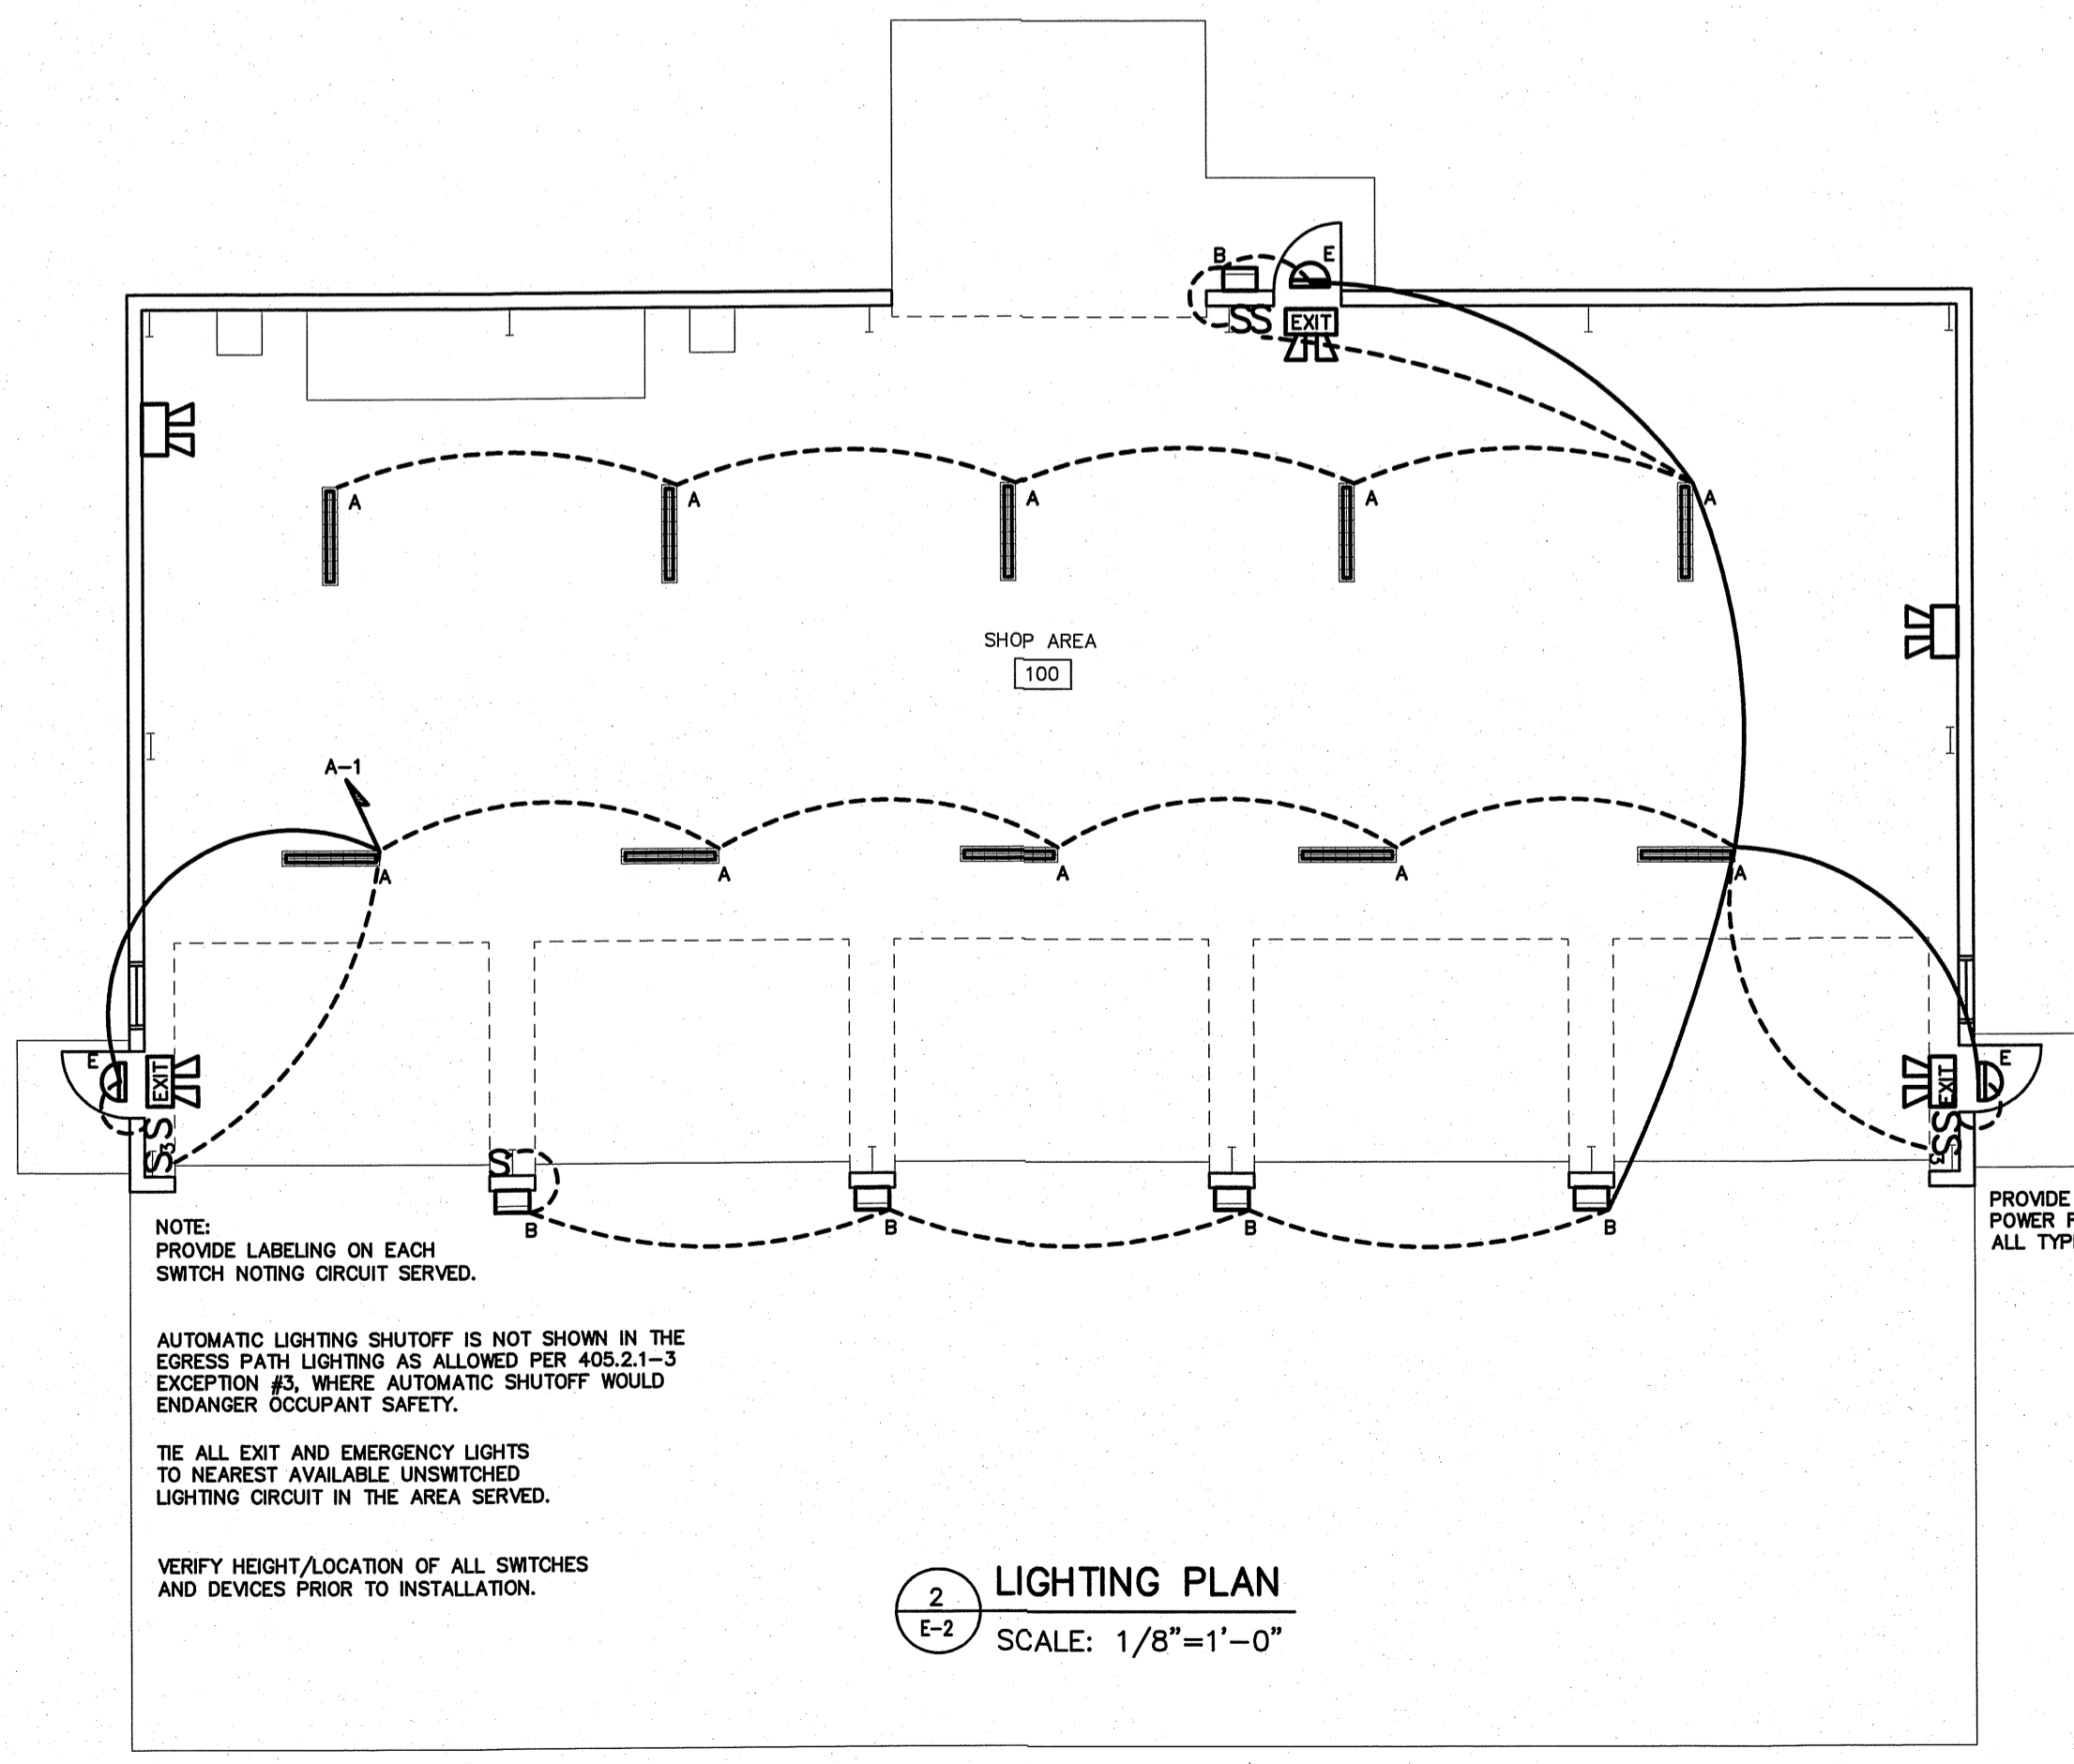 B
E
SS
EXIT
A
A
A
A
A
SHOP AREA
100
A-1
A
A
A
A
A
E
EXIT
S
S3
E
EXIT
S
S3
S
B
B
B
B
NOTE:
PROVIDE LABELING ON EACH
SWITCH NOTING CIRCUIT SERVED.
AUTOMATIC LIGHTING SHUTOFF IS NOT SHOWN IN THE
EGRESS PATH LIGHTING AS ALLOWED PER 405.2.1-3
EXCEPTION #3, WHERE AUTOMATIC SHUTOFF WOULD
ENDANGER OCCUPANT SAFETY.
TIE ALL EXIT AND EMERGENCY LIGHTS
TO NEAREST AVAILABLE UNSWITCHED
LIGHTING CIRCUIT IN THE AREA SERVED.
VERIFY HEIGHT/LOCATION OF ALL SWITCHES
AND DEVICES PRIOR TO INSTALLATION.
PROVIDE
POWER
ALL
2
E-2
LIGHTING PLAN
SCALE: 1/8"=1'-0"